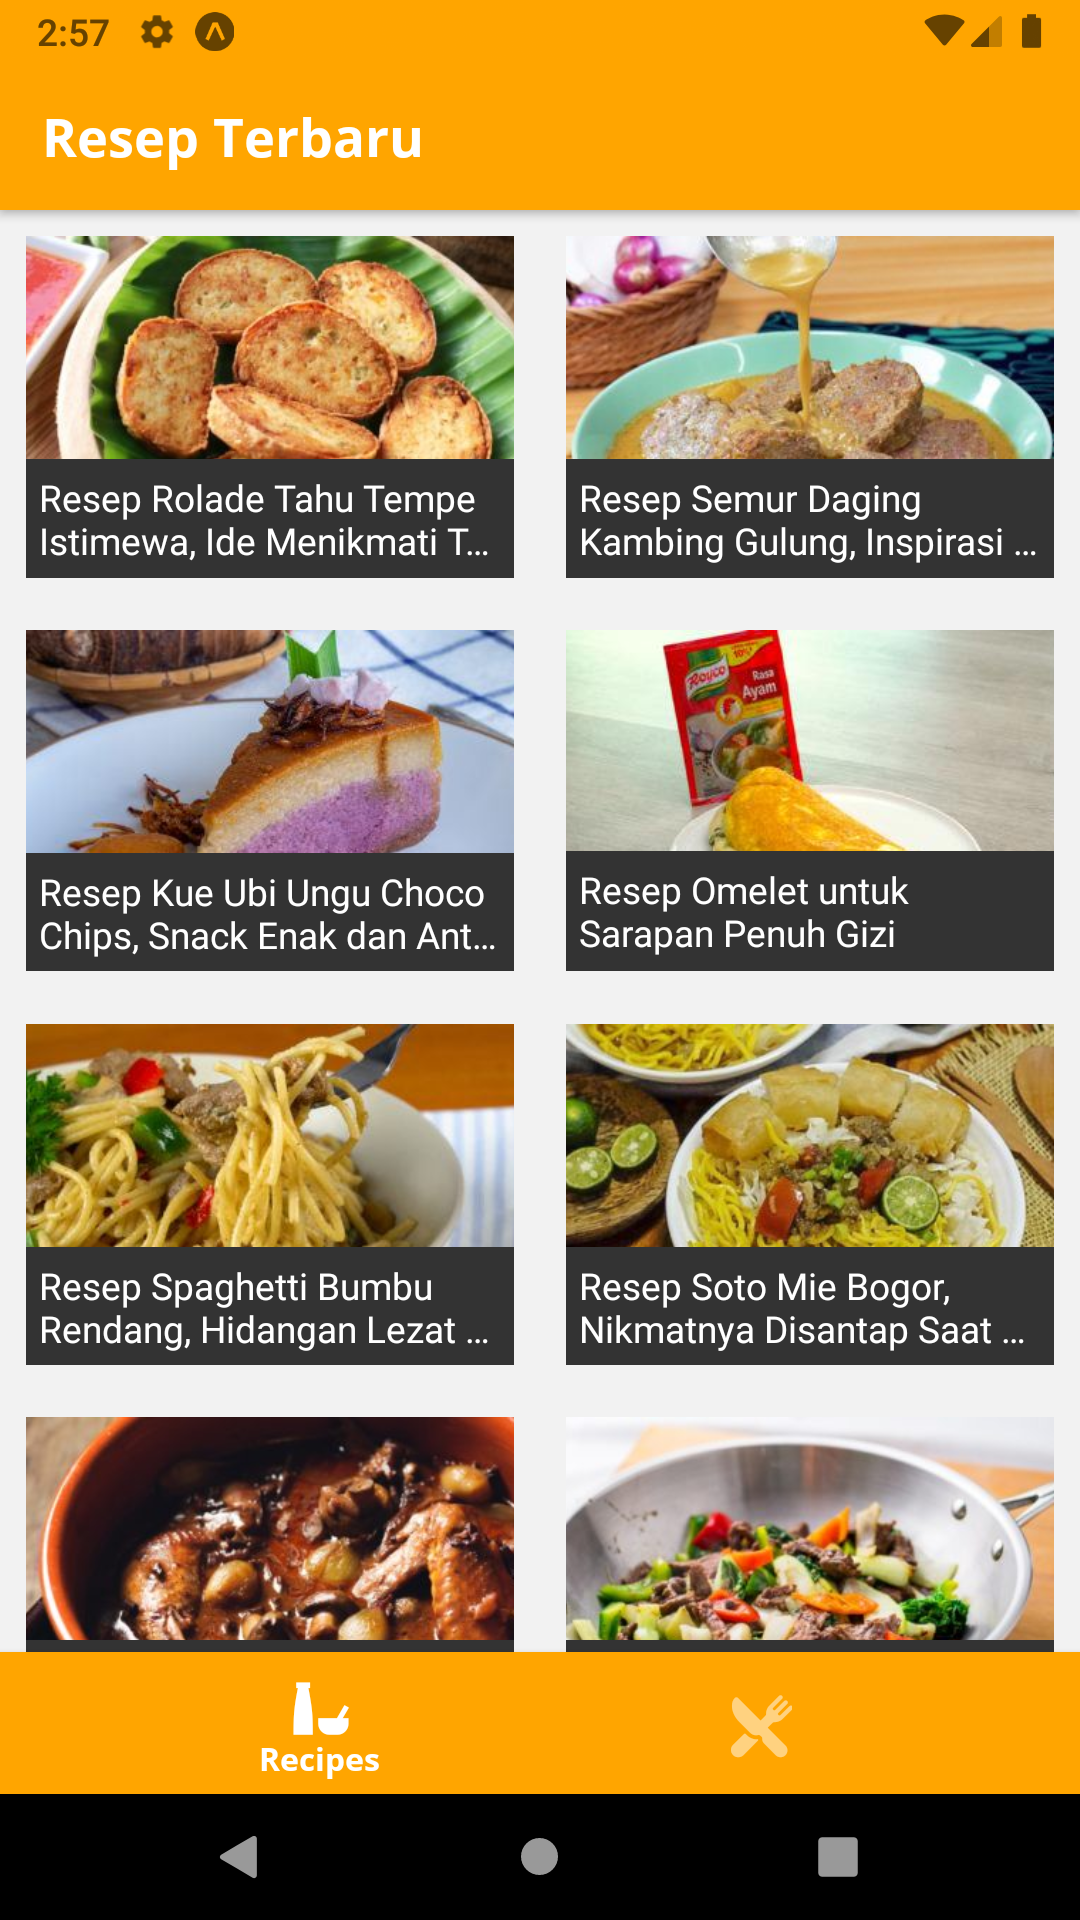 2:57
Resep Terbaru
Resep Rolade Tahu Tempe
Istimewa, Ide Menikmati T...
Resep Semur Daging
Kambing Gulung, Inspirasi ...
Royco
Rasa
Ayam
Resep Kue Ubi Ungu Choco
Chips, Snack Enak dan Ant...
Resep Omelet untuk
Sarapan Penuh Gizi
Resep Spaghetti Bumbu
Rendang, Hidangan Lezat ...
Resep Soto Mie Bogor,
Nikmatnya Disantap Saat ...
Recipes